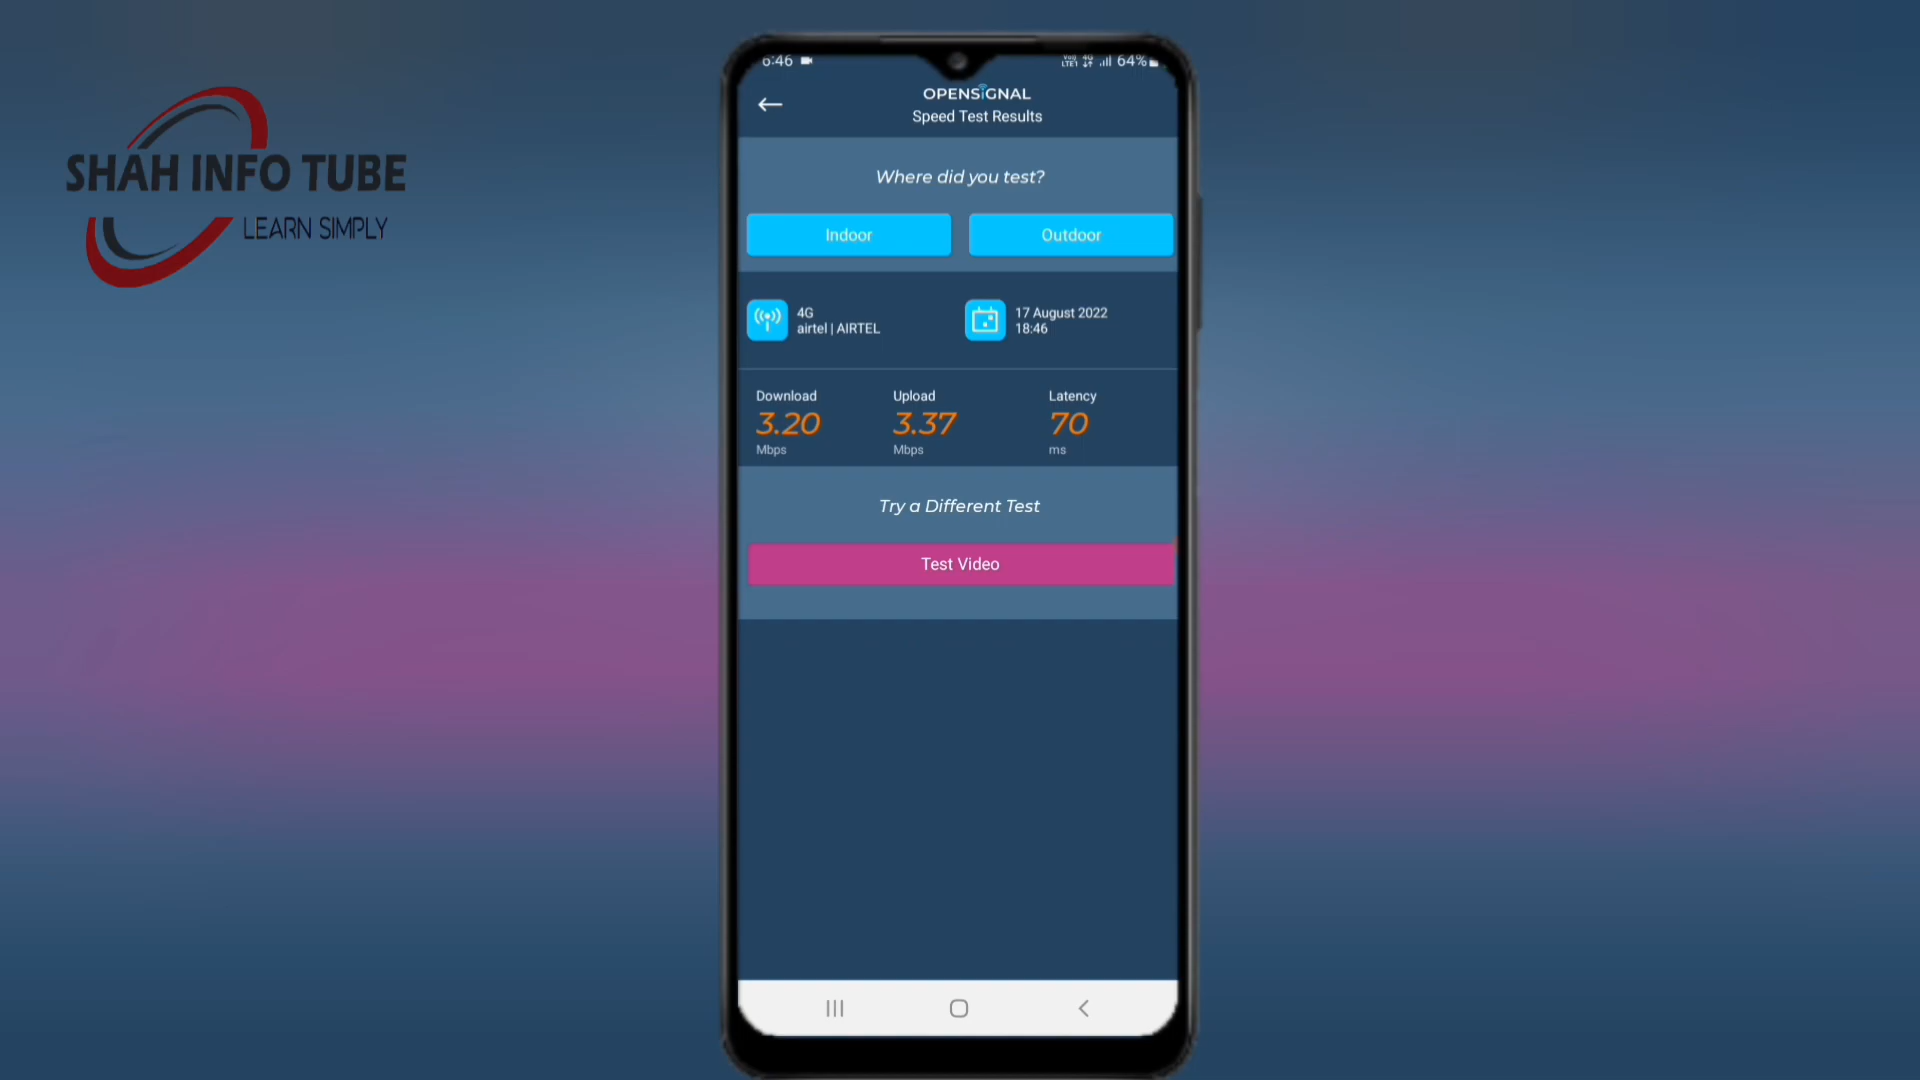 SHAH INFO TUBE
LEARN SIMPLY
6:46
64%
OPENSIGNAL
Speed Test Results
Where did you test?
Indoor
Outdoor
4G
airtel | AIRTEL
17 August 2022
18:46
Download
3.20
Mbps
Upload
3.37
Mbps
Latency
70
ms
Try a Different Test
Test Video